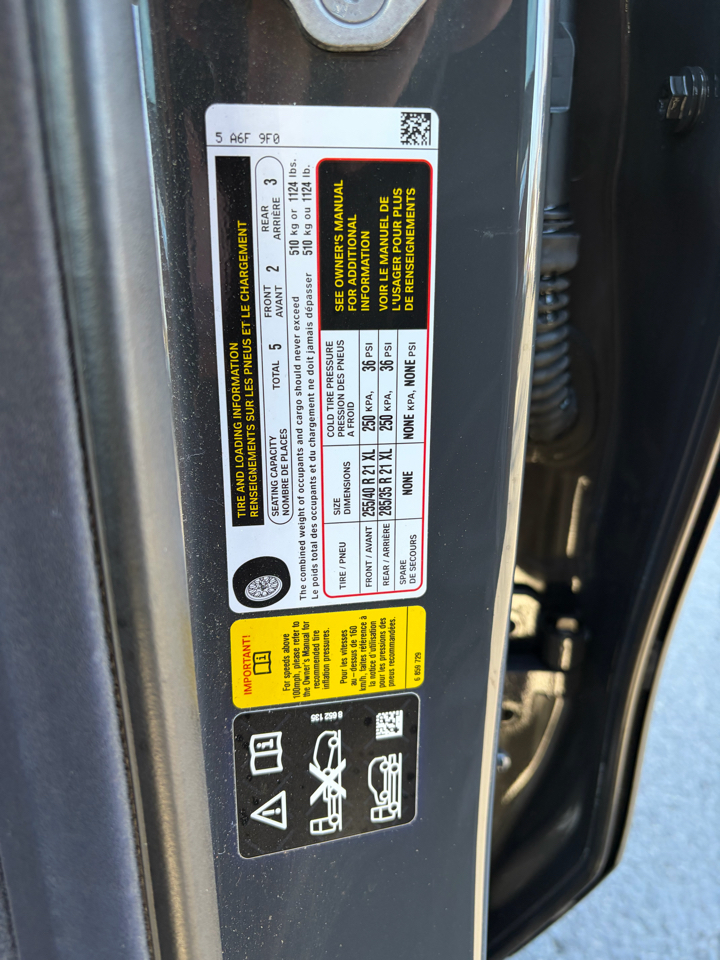 5 A6F 9F0
TIRE AND LOADING INFORMATION
RENSEIGNEMENTS SUR LES PNEUS ET LE CHARGEMENT
SEATING CAPACITY
NOMBRE DE PLACES
TOTAL 5
FRONT
AVANT 2
REAR
ARRIÈRE 3
The combined weight of occupants and cargo should never exceed 510 kg or 1124 lbs.
Le poids total des occupants et du chargement ne doit jamais dépasser 510 kg ou 1124 lb.
TIRE / PNEU
SIZE
DIMENSIONS
COLD TIRE PRESSURE
PRESSION DES PNEUS
A FROID
FRONT / AVANT 255/40 R 21 XL 250 KPA, 36 PSI
REAR / ARRIÈRE 285/35 R 21 XL 250 KPA, 36 PSI
SPARE
DE SECOURS
NONE
NONE KPA, NONE PSI
SEE OWNER'S MANUAL
FOR ADDITIONAL
INFORMATION
VOIR LE MANUEL DE
L'USAGER POUR PLUS
DE RENSEIGNEMENTS
IMPORTANT!
For speeds above
100mph, please refer to
the Owner's Manual for
recommended tire
inflation pressures.
Pour les vitesses
au-dessus de 160
km/h, faites référence à
la notice d'utilisation
pour les pressions des
pneus recommandées.
6 859 729
8 652 135